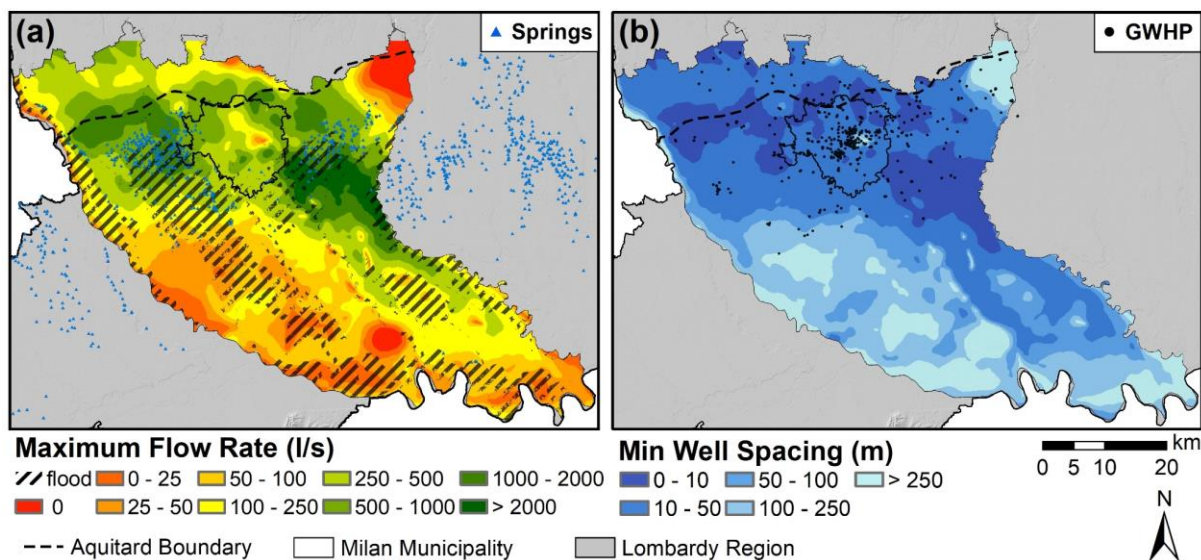 (a)
Springs
(b)
GWHP
Maximum Flow Rate (l/s)
flood 0 - 25 50 - 100 250 - 500 1000 - 2000
0 25 - 50 100 - 250 500 - 1000 > 2000
Min Well Spacing (m)
0 - 10 50 - 100 > 250
10 - 50 100 - 250
km
0 5 10 20
N
Aquitard Boundary Milan Municipality Lombardy Region